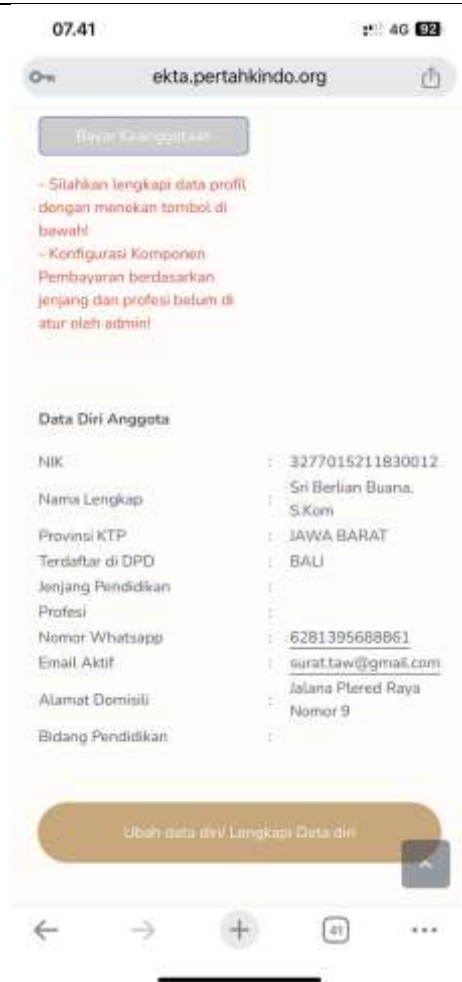 07.41
4G 92
ekta.pertahkindo.org
Bayar Keanggotaan
- Silahkan lengkapi data profil
dengan menekan tombol di
bawah!
- Konfigurasi Komponen
Pembayaran berdasarkan
jenjang dan profesi belum di
atur oleh admin!
Data Diri Anggota
NIK : 3277015211830012
Nama Lengkap : Sri Berlian Buana,
S.Kom
Provinsi KTP : JAWA BARAT
Terdaftar di DPD : BALI
Jenjang Pendidikan :
Profesi :
Nomor Whatsapp : 6281395688861
Email Aktif : surat.taw@gmail.com
Alamat Domisili : Jalana Plered Raya
Nomor 9
Bidang Pendidikan :
Ubah data diri/ Lengkapi Data diri
41